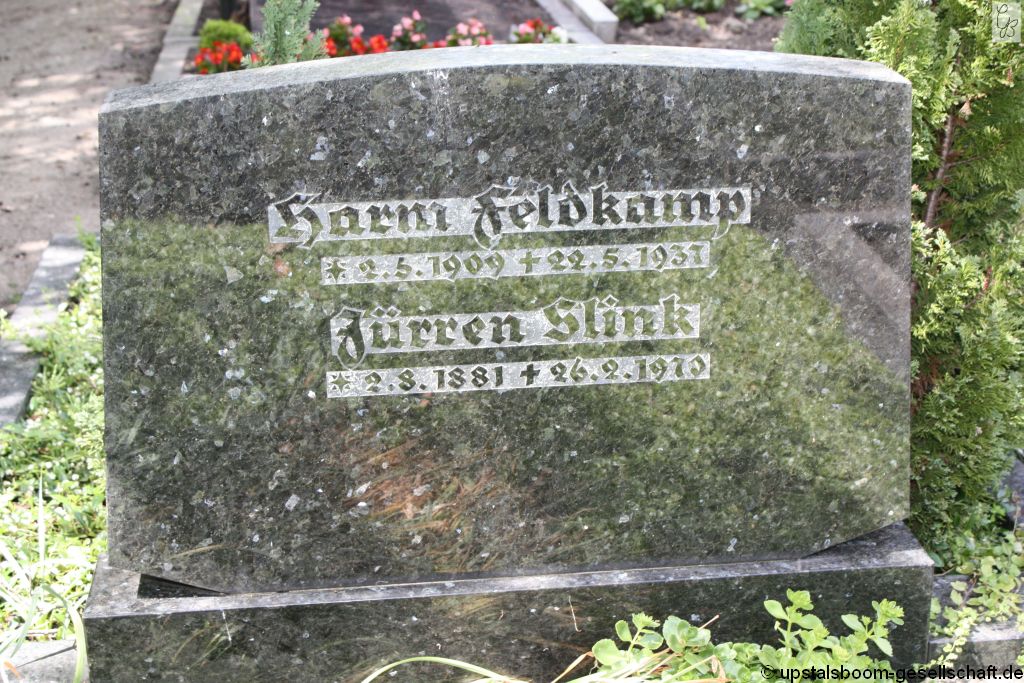 Harm Feldkamp
* 2.5.1909 † 22.5.1931
Jürren Slink
* 2.8.1881 † 26.2.1970
© upstalsboom-gesellschaft.de